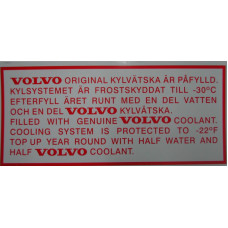 VOLVO ORIGINAL KYLVÄTSKA ÄR PÅFYLLD.
KYLSYSTEMET ÄR FROSTSKYDDAT TILL -30°C
EFTERFYLL ÅRET RUNT MED EN DEL VATTEN
OCH EN DEL VOLVO KYLVÄTSKA.
FILLED WITH GENUINE VOLVO COOLANT.
COOLING SYSTEM IS PROTECTED TO -22°F
TOP UP YEAR ROUND WITH HALF WATER AND
HALF VOLVO COOLANT.